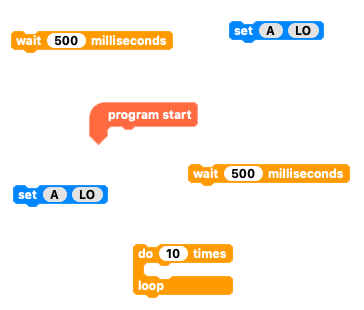 set A LO
wait 500 milliseconds
program start
wait 500 milliseconds
set A LO
do 10 times
loop